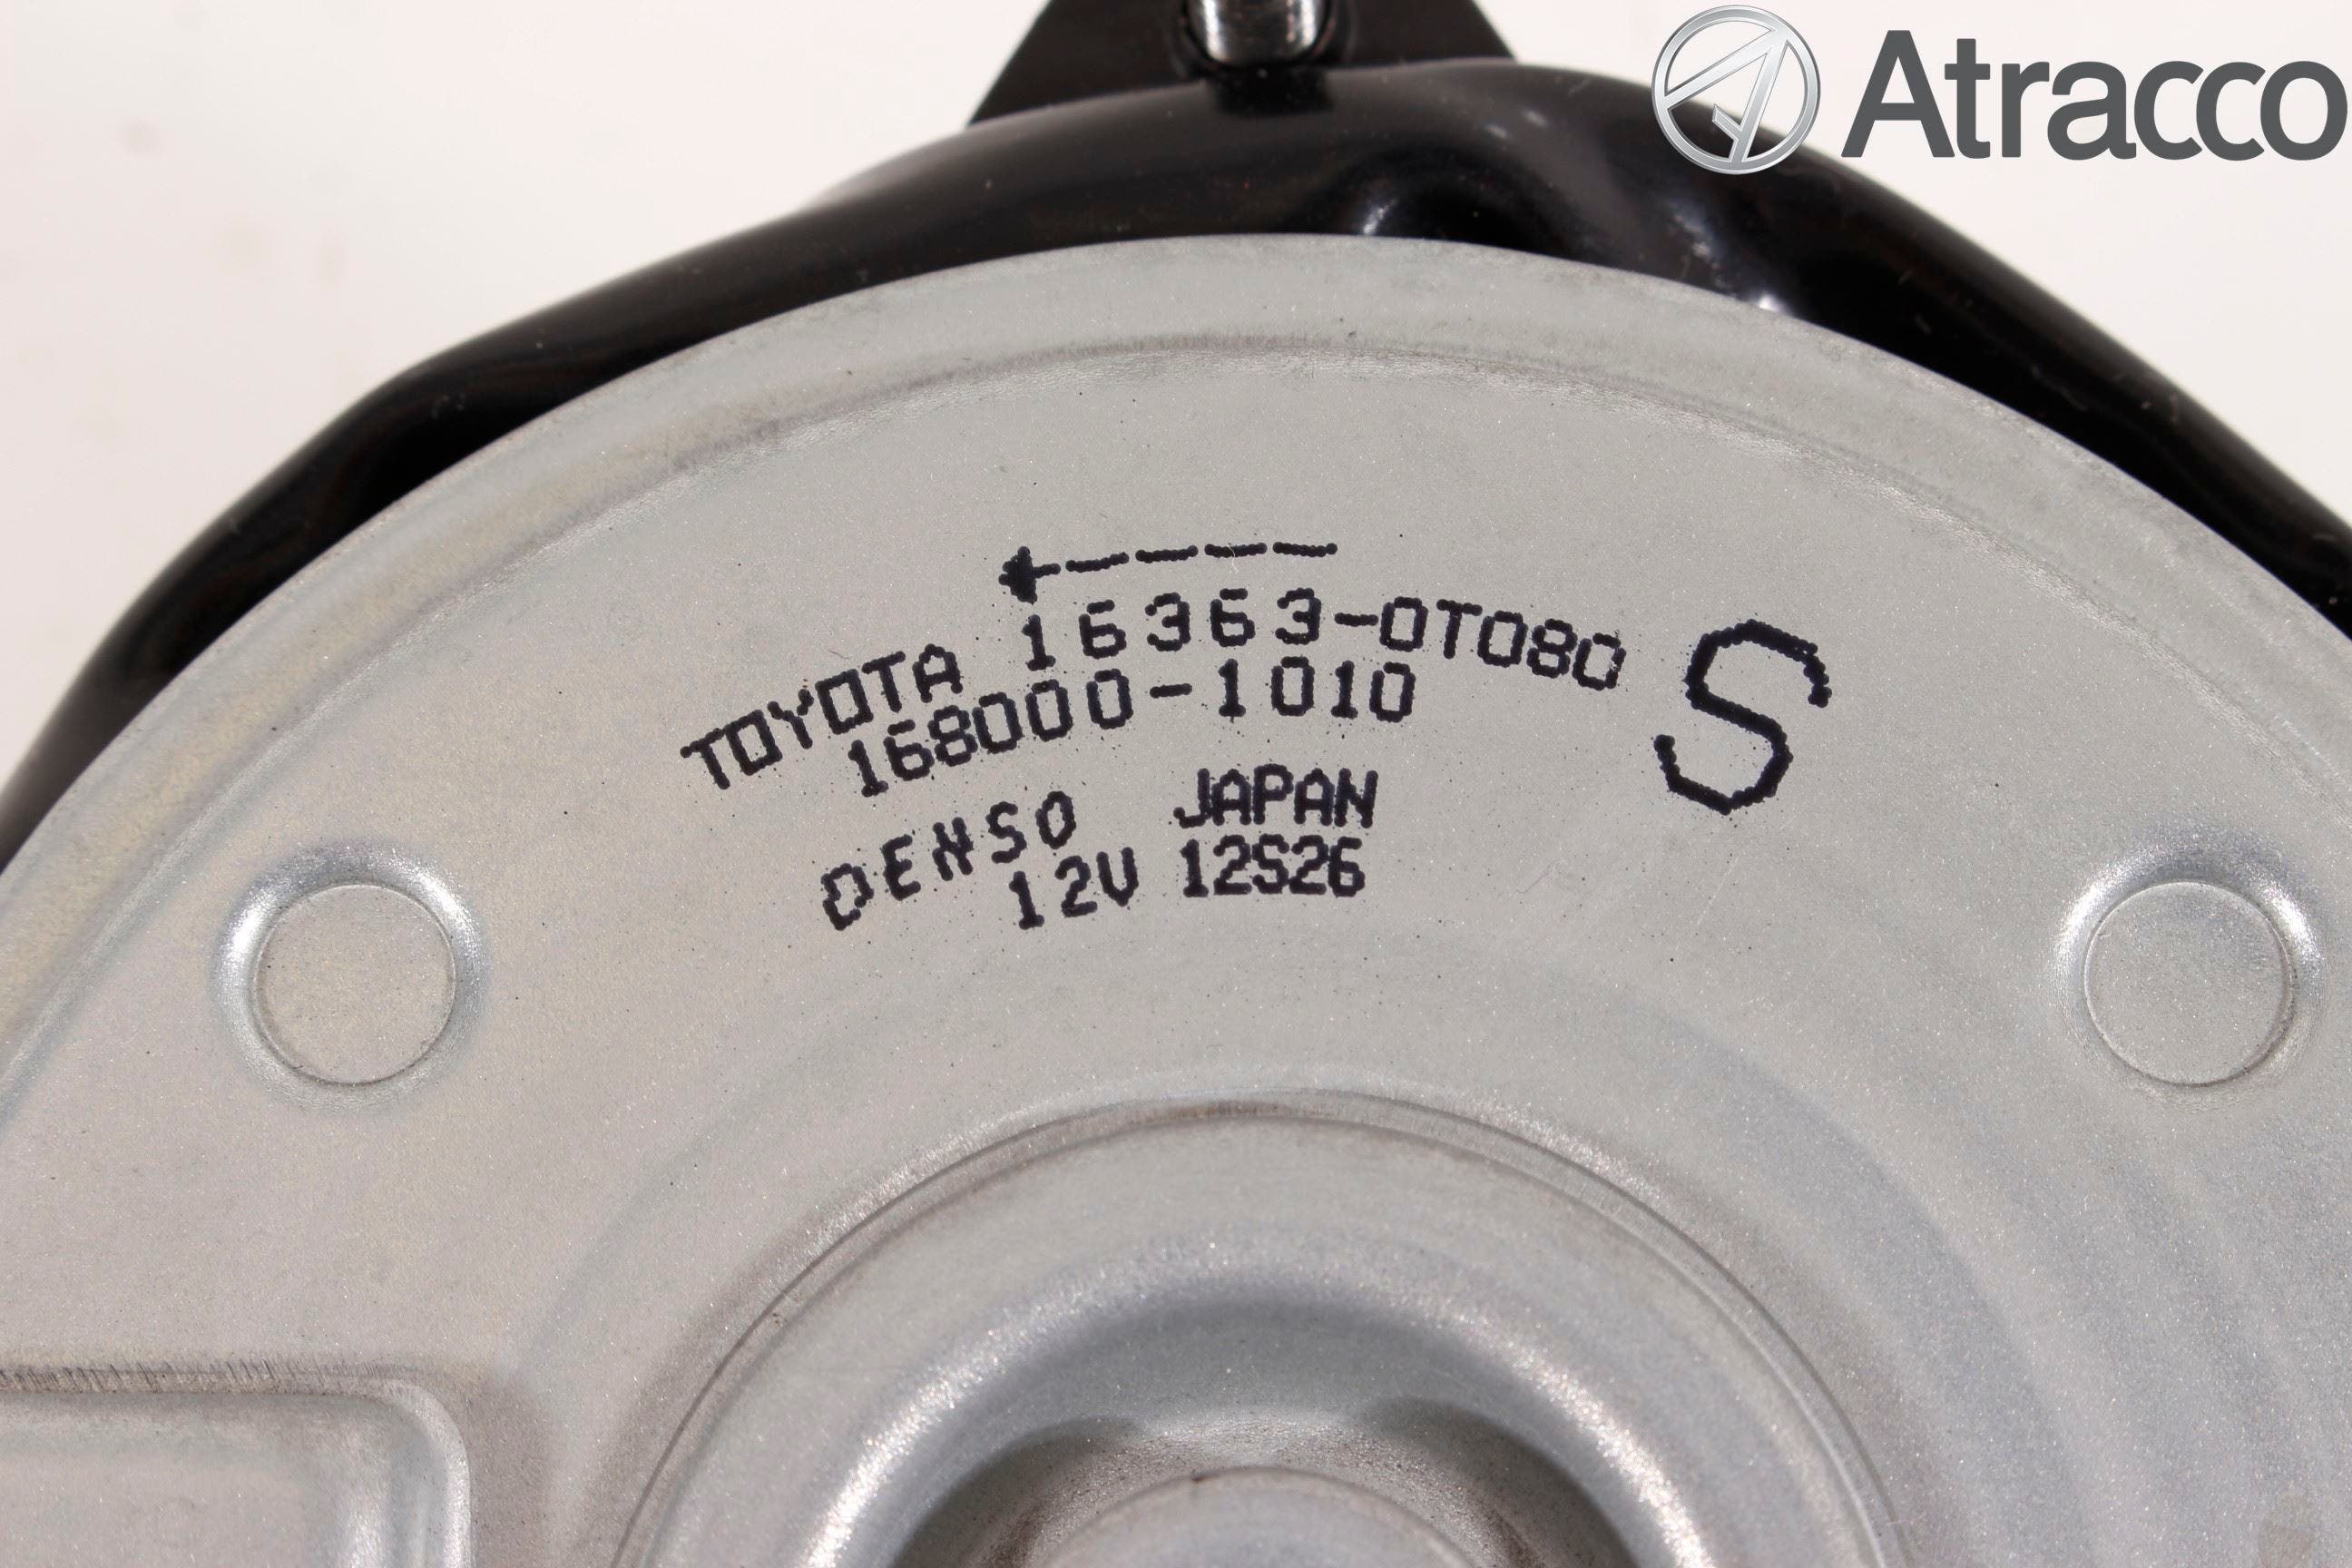 Atracco
TOYOTA 16363-0T080 S
168000-1010
DENSO JAPAN
12V 12S26